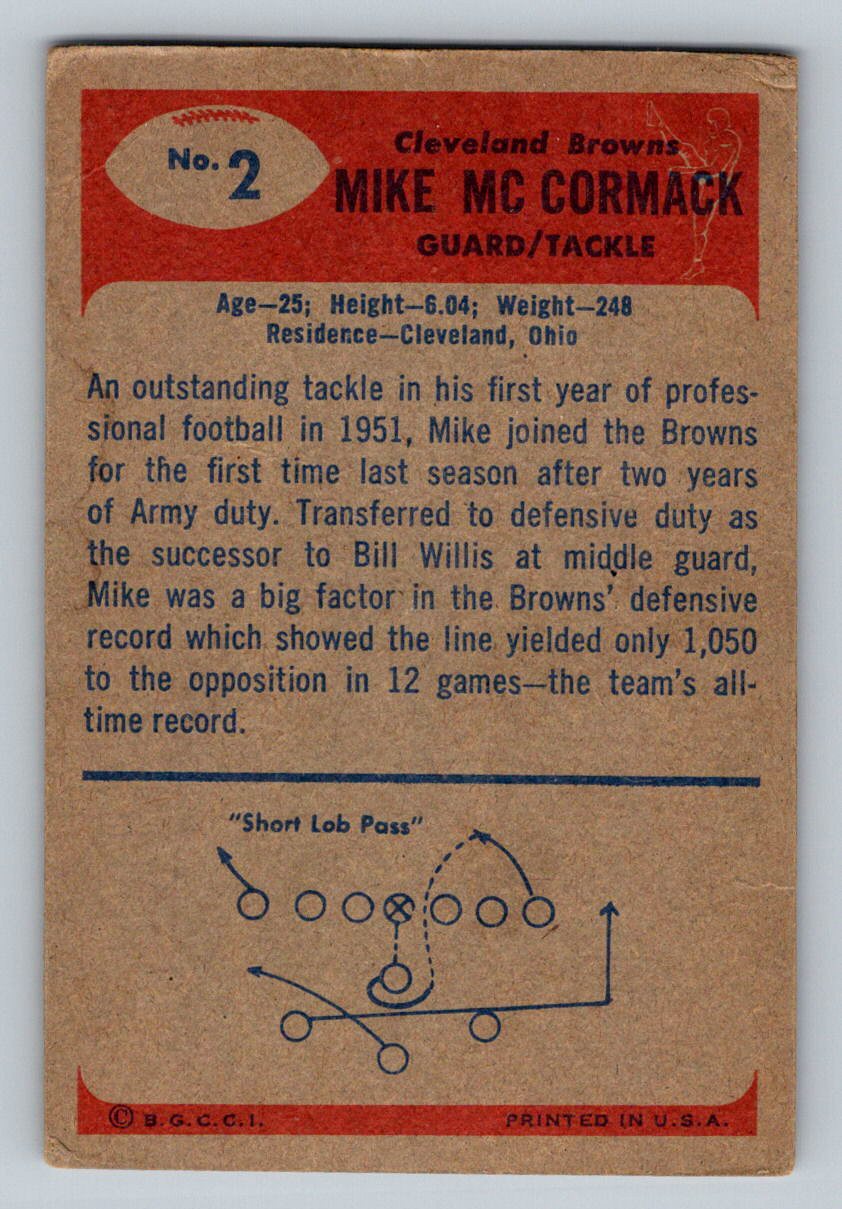 No. 2
Cleveland Browns
MIKE MC CORMACK
GUARD/TACKLE
Age—25; Height—6.04; Weight—248
Residence—Cleveland, Ohio
An outstanding tackle in his first year of profes-
sional football in 1951, Mike joined the Browns
for the first time last season after two years
of Army duty. Transferred to defensive duty as
the successor to Bill Willis at middle guard,
Mike was a big factor in the Browns' defensive
record which showed the line yielded only 1,050
to the opposition in 12 games—the team's all-
time record.
"Short Lob Pass"
© B.G.C.C.I.
PRINTED IN U.S.A.